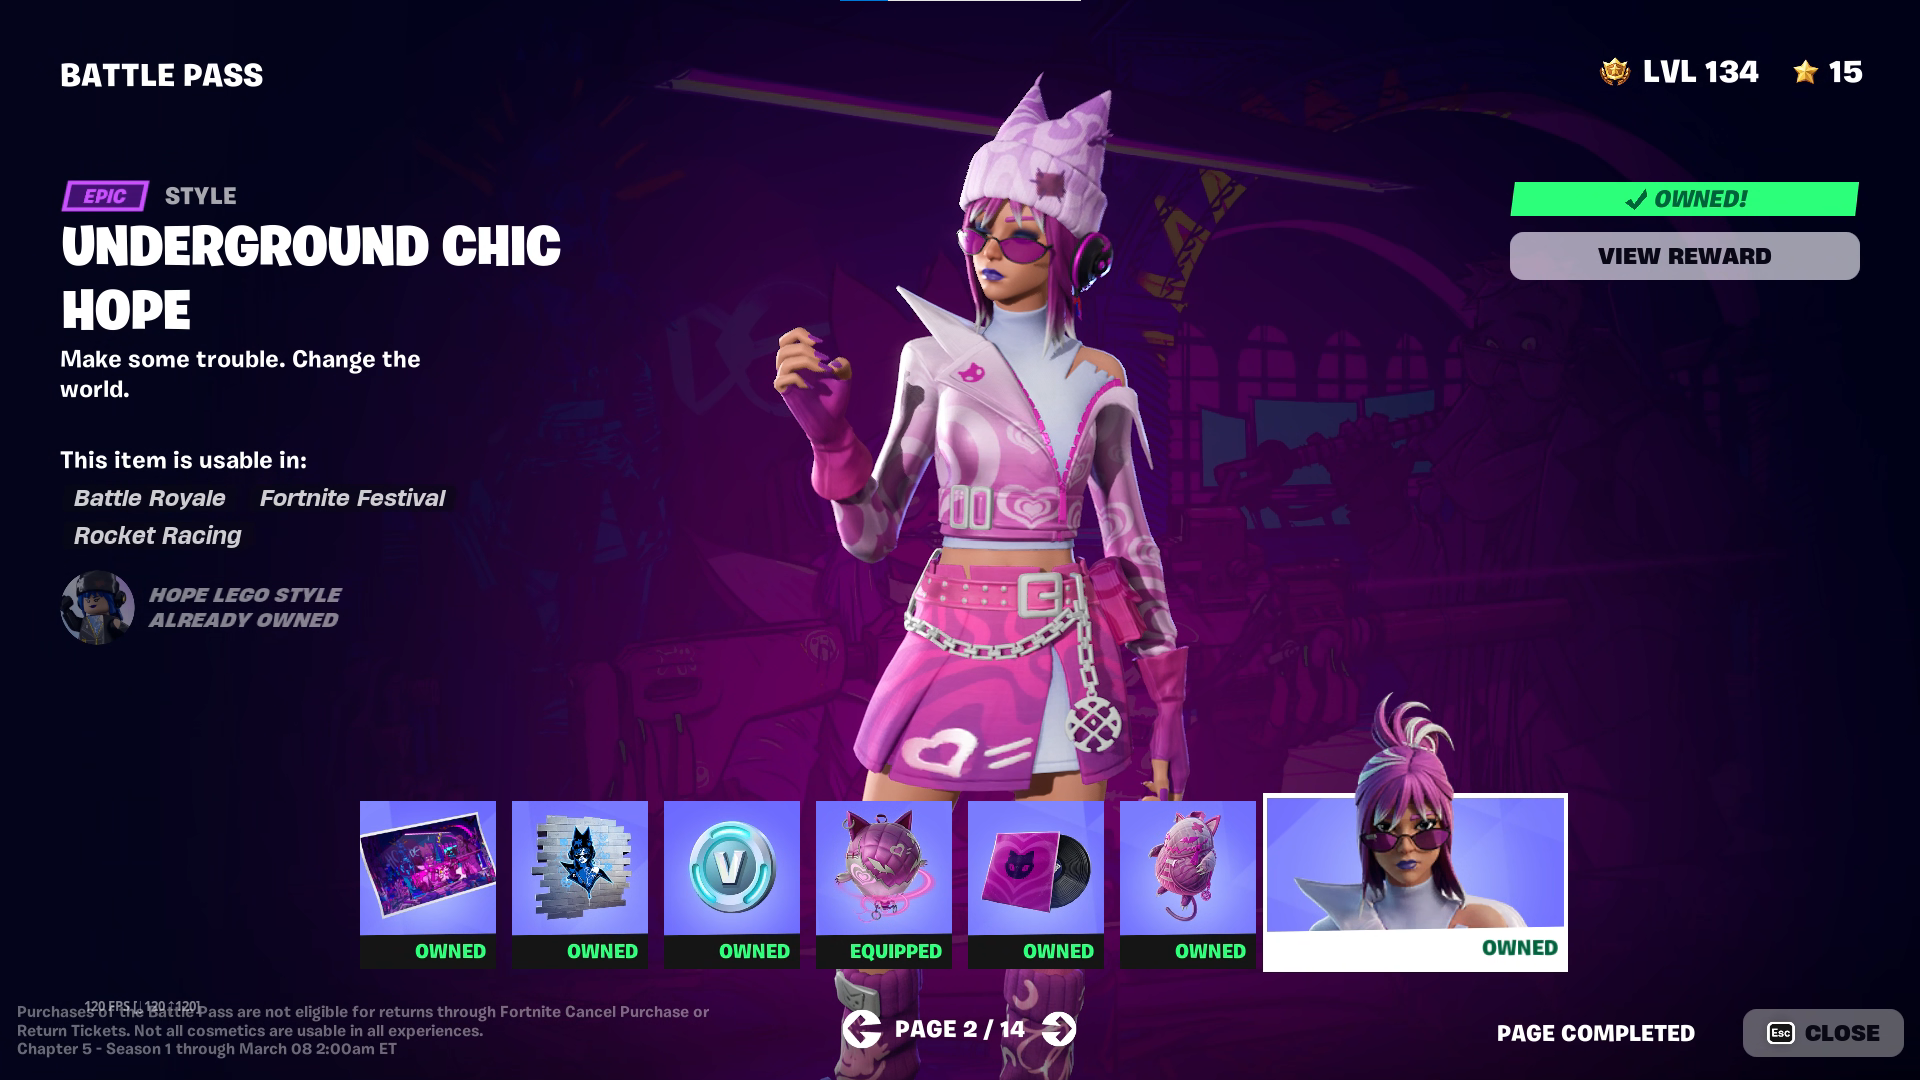 BATTLE PASS
LVL 134
15
EPIC STYLE
UNDERGROUND CHIC
HOPE
Make some trouble. Change the
world.
This item is usable in:
Battle Royale Fortnite Festival
Rocket Racing
HOPE LEGO STYLE
ALREADY OWNED
OWNED!
VIEW REWARD
OWNED
OWNED
OWNED
EQUIPPED
OWNED
OWNED
OWNED
120 FPS [↓120 ↑120]
Purchases of the Battle Pass are not eligible for returns through Fortnite Cancel Purchase or
Return Tickets. Not all cosmetics are usable in all experiences.
Chapter 5 - Season 1 through March 08 2:00am ET
PAGE 2 / 14
PAGE COMPLETED
Esc CLOSE